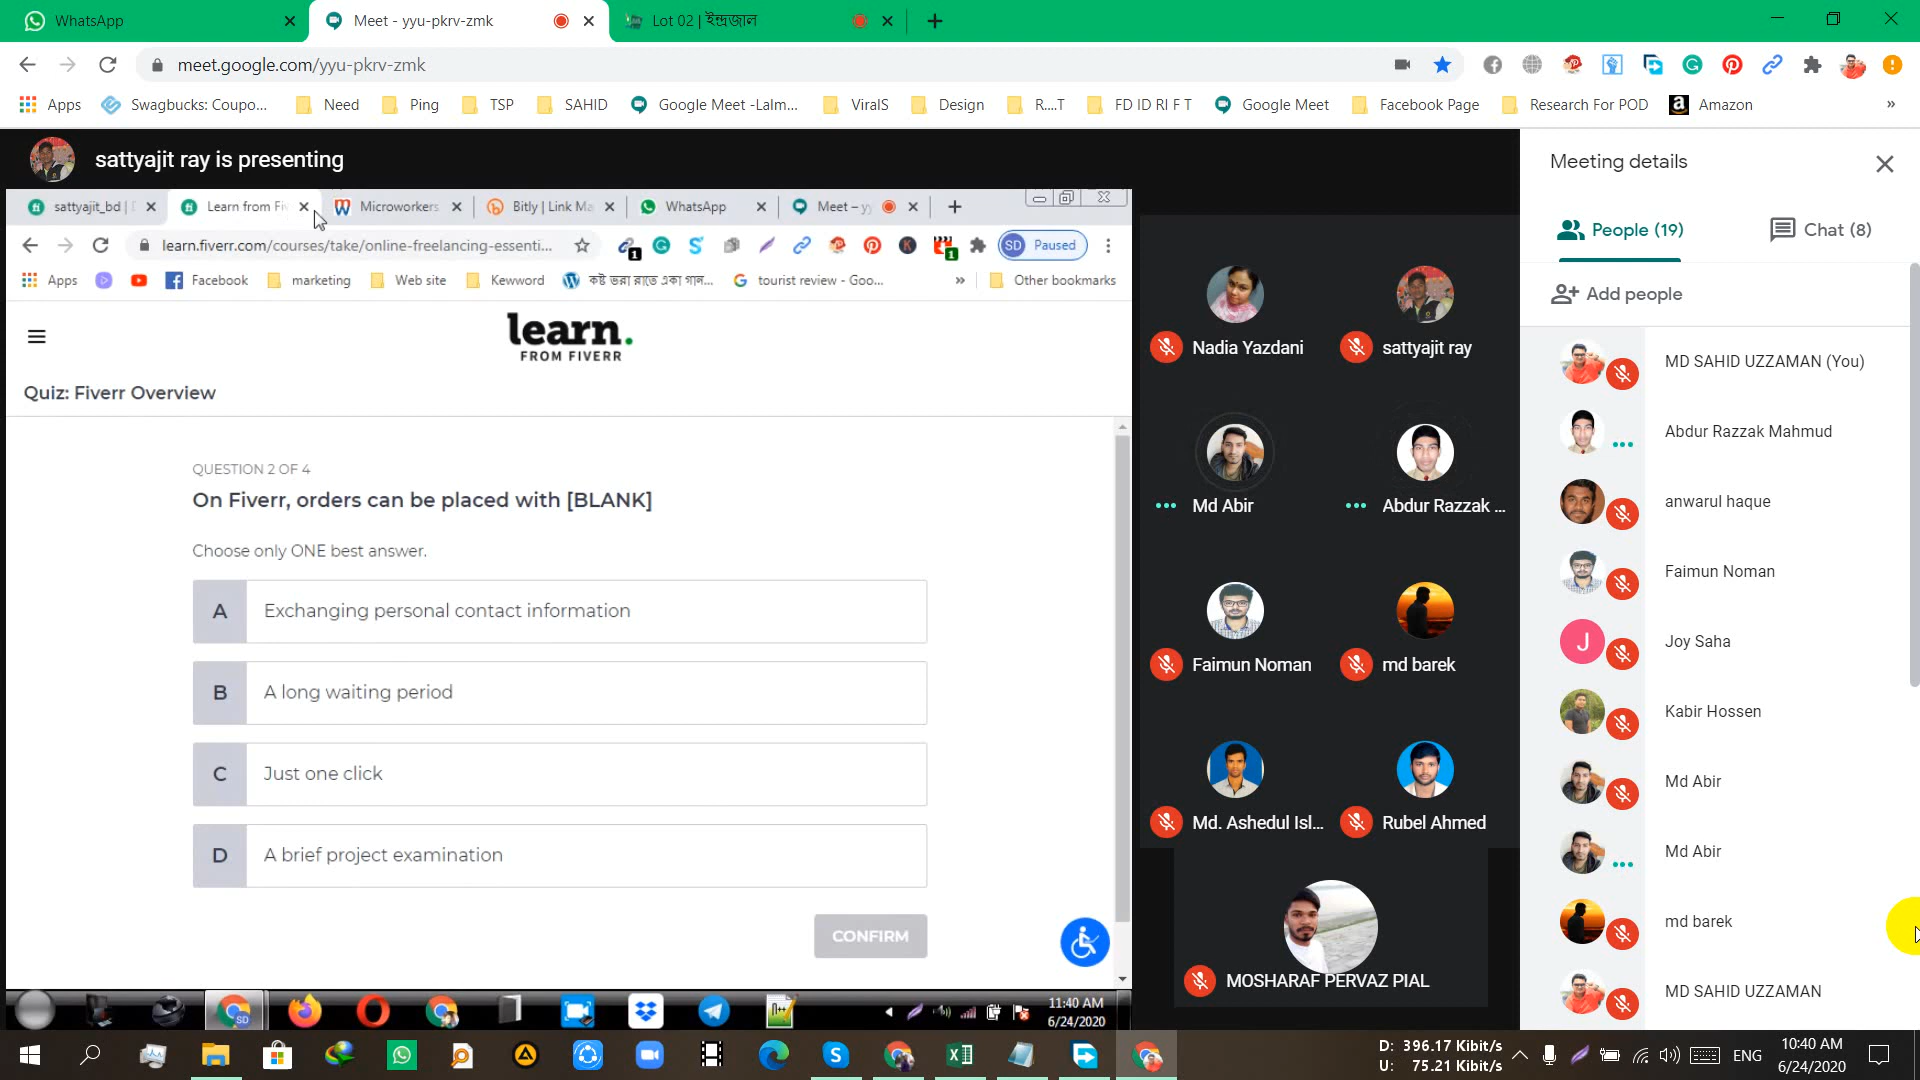 WhatsApp
Meet - yyu-pkrv-zmk
Lot 02 | ইন্দ্রজাল
meet.google.com/yyu-pkrv-zmk
Apps
Swagbucks: Coupo...
Need
Ping
TSP
SAHID
Google Meet -Lalm...
ViralS
Design
R....T
FD ID RI F T
Google Meet
Facebook Page
Research For POD
Amazon
»
sattyajit ray is presenting
sattyajit_bd |
Learn from Fi
Microworkers
Bitly | Link Ma
WhatsApp
Meet – yy
learn.fiverr.com/courses/take/online-freelancing-essenti...
SD Paused
Apps
Facebook
marketing
Web site
Kewword
কষ্ট ভরা রাতে একা গান...
tourist review - Goo...
»
Other bookmarks
learn.
FROM FIVERR
Quiz: Fiverr Overview
QUESTION 2 OF 4
On Fiverr, orders can be placed with [BLANK]
Choose only ONE best answer.
A Exchanging personal contact information
B A long waiting period
C Just one click
D A brief project examination
CONFIRM
11:40 AM
6/24/2020
Nadia Yazdani
sattyajit ray
Md Abir
Abdur Razzak ...
Faimun Noman
md barek
Md. Ashedul Isl...
Rubel Ahmed
MOSHARAF PERVAZ PIAL
Meeting details
People (19)
Chat (8)
Add people
MD SAHID UZZAMAN (You)
Abdur Razzak Mahmud
anwarul haque
Faimun Noman
J
Joy Saha
Kabir Hossen
Md Abir
Md Abir
md barek
MD SAHID UZZAMAN
D: 396.17 Kibit/s
U: 75.21 Kibit/s
ENG
10:40 AM
6/24/2020